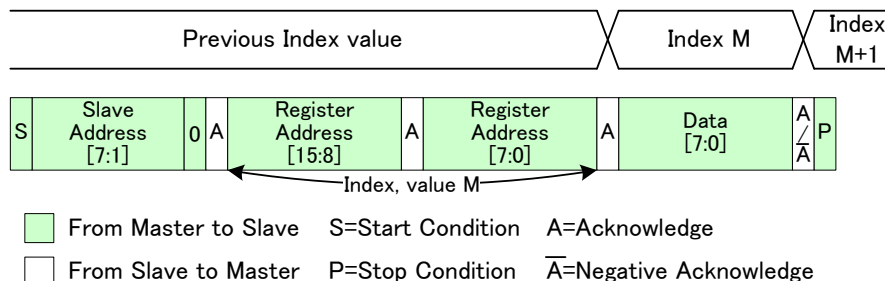 Previous Index value
Index M
Index
M+1
S
Slave
Address
[7:1]
0
A
Register
Address
[15:8]
A
Register
Address
[7:0]
A
Data
[7:0]
A
/
A̅
P
Index, value M
From Master to Slave S=Start Condition A=Acknowledge
From Slave to Master P=Stop Condition A̅=Negative Acknowledge